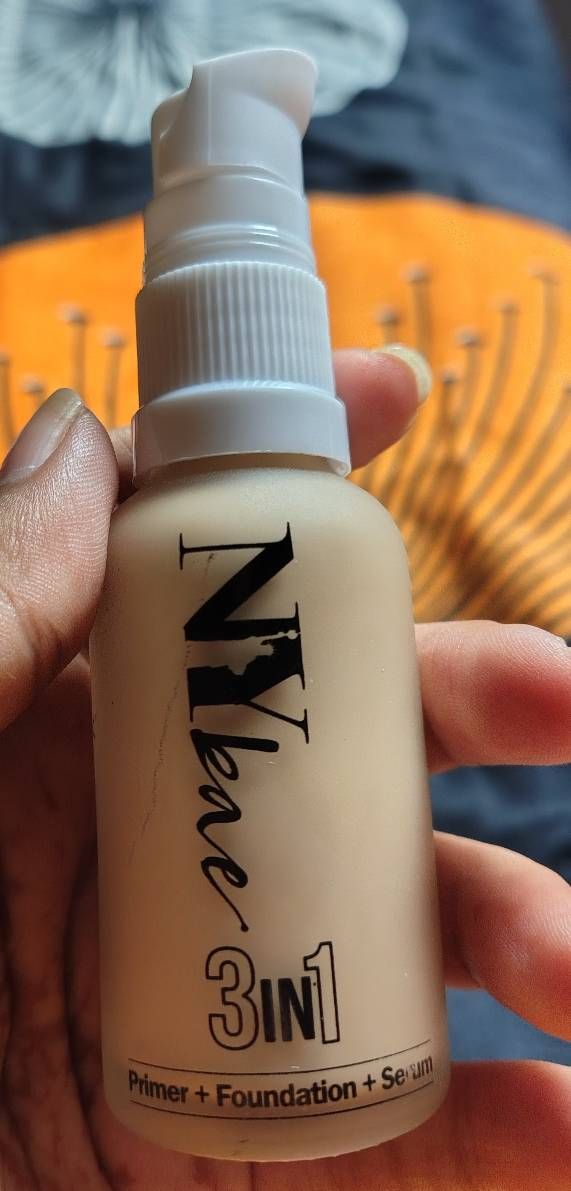 NYbae
3IN1
Primer + Foundation + Serum